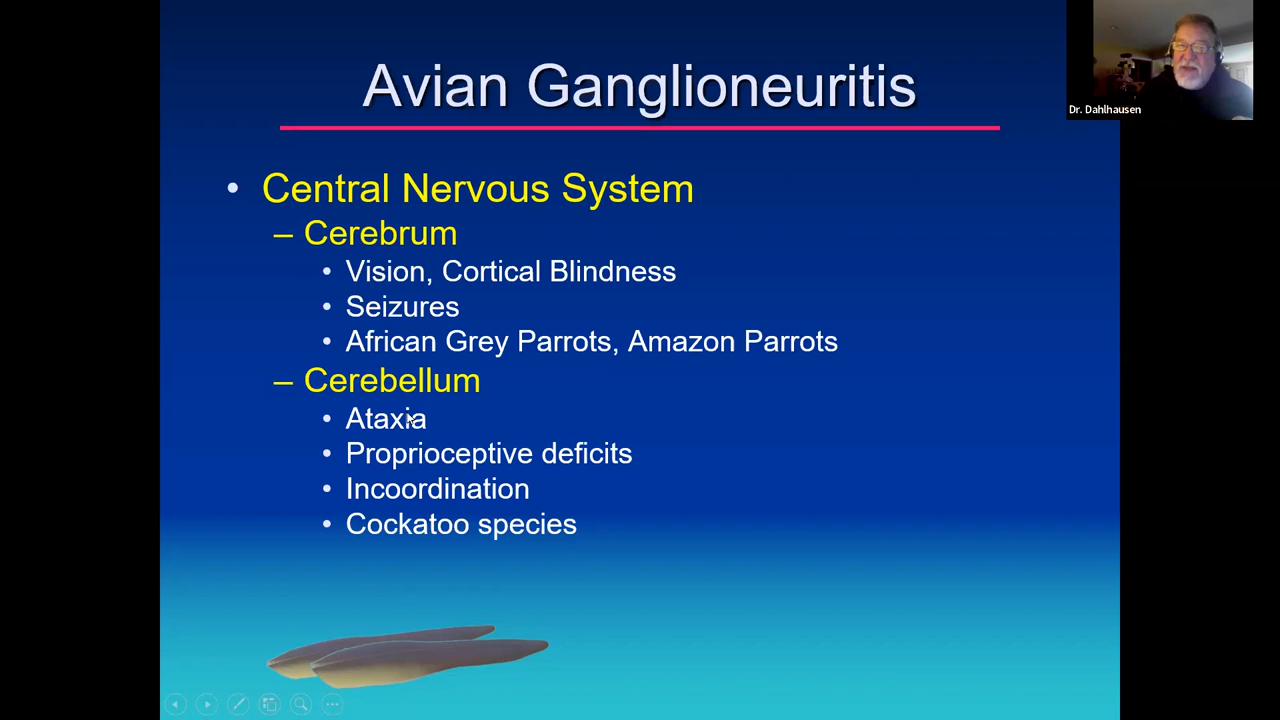 Avian Ganglioneuritis
Dr. Dahlhausen
• Central Nervous System
– Cerebrum
• Vision, Cortical Blindness
• Seizures
• African Grey Parrots, Amazon Parrots
– Cerebellum
• Ataxia
• Proprioceptive deficits
• Incoordination
• Cockatoo species